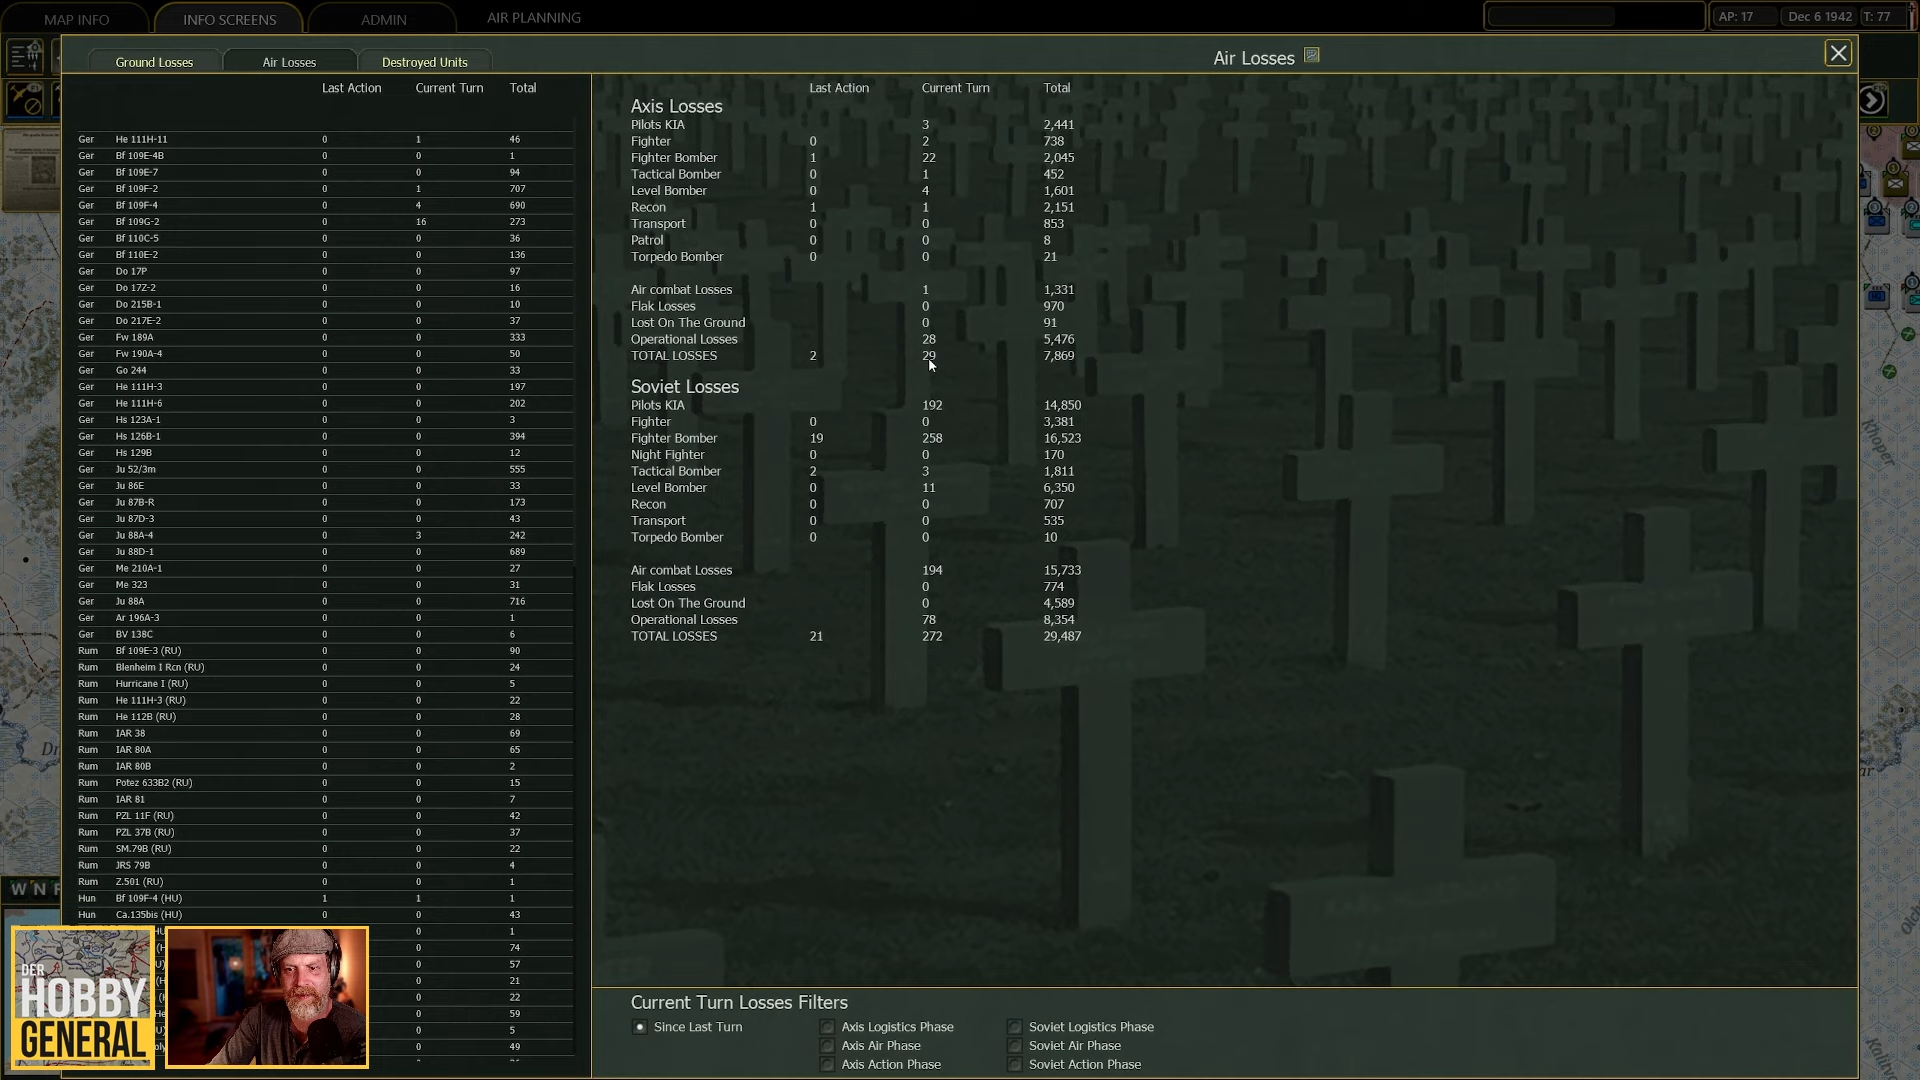 MAP INFO INFO SCREENS ADMIN AIR PLANNING AP: 17 Dec 6 1942 T: 77
Ground Losses Air Losses Destroyed Units Air Losses
Last Action Current Turn Total
Ger He 111H-11 0 1 46
Ger Bf 109E-4B 0 0 1
Ger Bf 109E-7 0 0 94
Ger Bf 109F-2 0 1 707
Ger Bf 109F-4 0 4 690
Ger Bf 109G-2 0 16 273
Ger Bf 110C-5 0 0 36
Ger Bf 110E-2 0 0 136
Ger Do 17P 0 0 97
Ger Do 17Z-2 0 0 16
Ger Do 215B-1 0 0 10
Ger Do 217E-2 0 0 37
Ger Fw 189A 0 0 333
Ger Fw 190A-4 0 0 50
Ger Go 244 0 0 33
Ger He 111H-3 0 0 197
Ger He 111H-6 0 0 202
Ger Hs 123A-1 0 0 3
Ger Hs 126B-1 0 0 394
Ger Hs 129B 0 0 12
Ger Ju 52/3m 0 0 555
Ger Ju 86E 0 0 33
Ger Ju 87B-R 0 0 173
Ger Ju 87D-3 0 0 43
Ger Ju 88A-4 0 3 242
Ger Ju 88D-1 0 0 689
Ger Me 210A-1 0 0 27
Ger Me 323 0 0 31
Ger Ju 88A 0 0 716
Ger Ar 196A-3 0 0 1
Ger BV 138C 0 0 6
Rum Bf 109E-3 (RU) 0 0 90
Rum Blenheim I Rcn (RU) 0 0 24
Rum Hurricane I (RU) 0 0 5
Rum He 111H-3 (RU) 0 0 22
Rum He 112B (RU) 0 0 28
Rum IAR 38 0 0 69
Rum IAR 80A 0 0 65
Rum IAR 80B 0 0 2
Rum Potez 633B2 (RU) 0 0 15
Rum IAR 81 0 0 7
Rum PZL 11F (RU) 0 0 42
Rum PZL 37B (RU) 0 0 37
Rum SM.79B (RU) 0 0 22
Rum JRS 79B 0 0 4
Rum Z.501 (RU) 0 0 1
Hun Bf 109F-4 (HU) 1 1 1
Hun Ca.135bis (HU) 0 0 43
0 1
0 74
0 57
0 21
0 22
0 59
0 5
0 49
Last Action Current Turn Total
Axis Losses
Pilots KIA 3 2,441
Fighter 0 2 738
Fighter Bomber 1 22 2,045
Tactical Bomber 0 1 452
Level Bomber 0 4 1,601
Recon 1 1 2,151
Transport 0 0 853
Patrol 0 0 8
Torpedo Bomber 0 0 21
Air combat Losses 1 1,331
Flak Losses 0 970
Lost On The Ground 0 91
Operational Losses 28 5,476
TOTAL LOSSES 2 29 7,869
Soviet Losses
Pilots KIA 192 14,850
Fighter 0 0 3,381
Fighter Bomber 19 258 16,523
Night Fighter 0 0 170
Tactical Bomber 2 3 1,811
Level Bomber 0 11 6,350
Recon 0 0 707
Transport 0 0 535
Torpedo Bomber 0 0 10
Air combat Losses 194 15,733
Flak Losses 0 774
Lost On The Ground 0 4,589
Operational Losses 78 8,354
TOTAL LOSSES 21 272 29,487
Current Turn Losses Filters
Since Last Turn Axis Logistics Phase Soviet Logistics Phase
Axis Air Phase Soviet Air Phase
Axis Action Phase Soviet Action Phase
W N
Khoper
DER
HOBBY
GENERAL